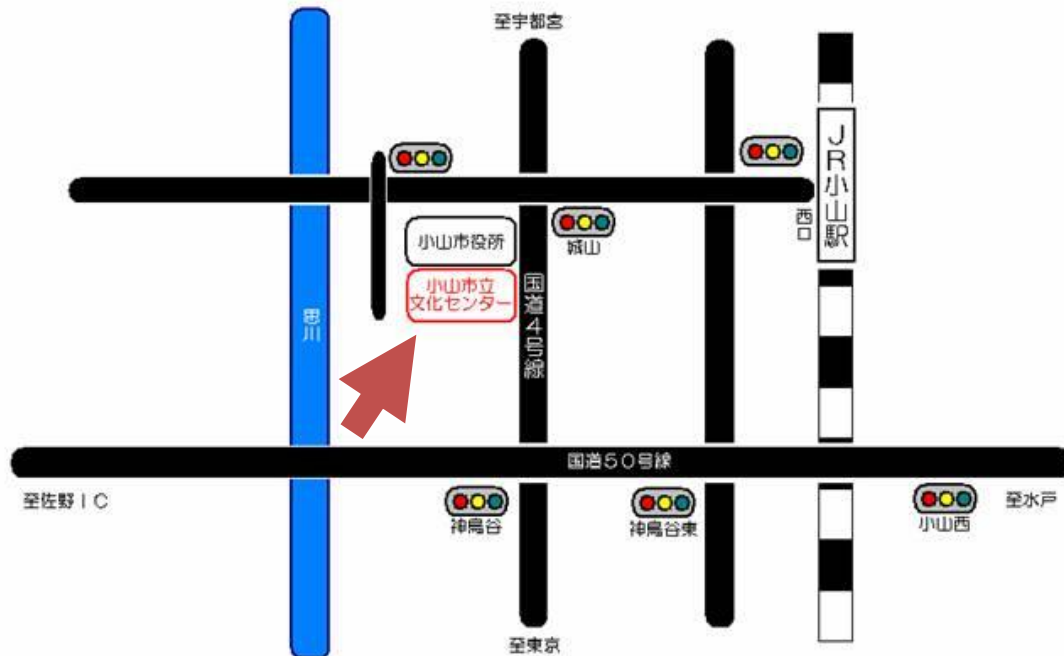 至宇都宮
JR小山駅
西口
城山
小山市役所
小山市立
文化センター
国道4号線
思川
国道50号線
至佐野IC
神鳥谷
神鳥谷東
小山西
至水戸
至東京